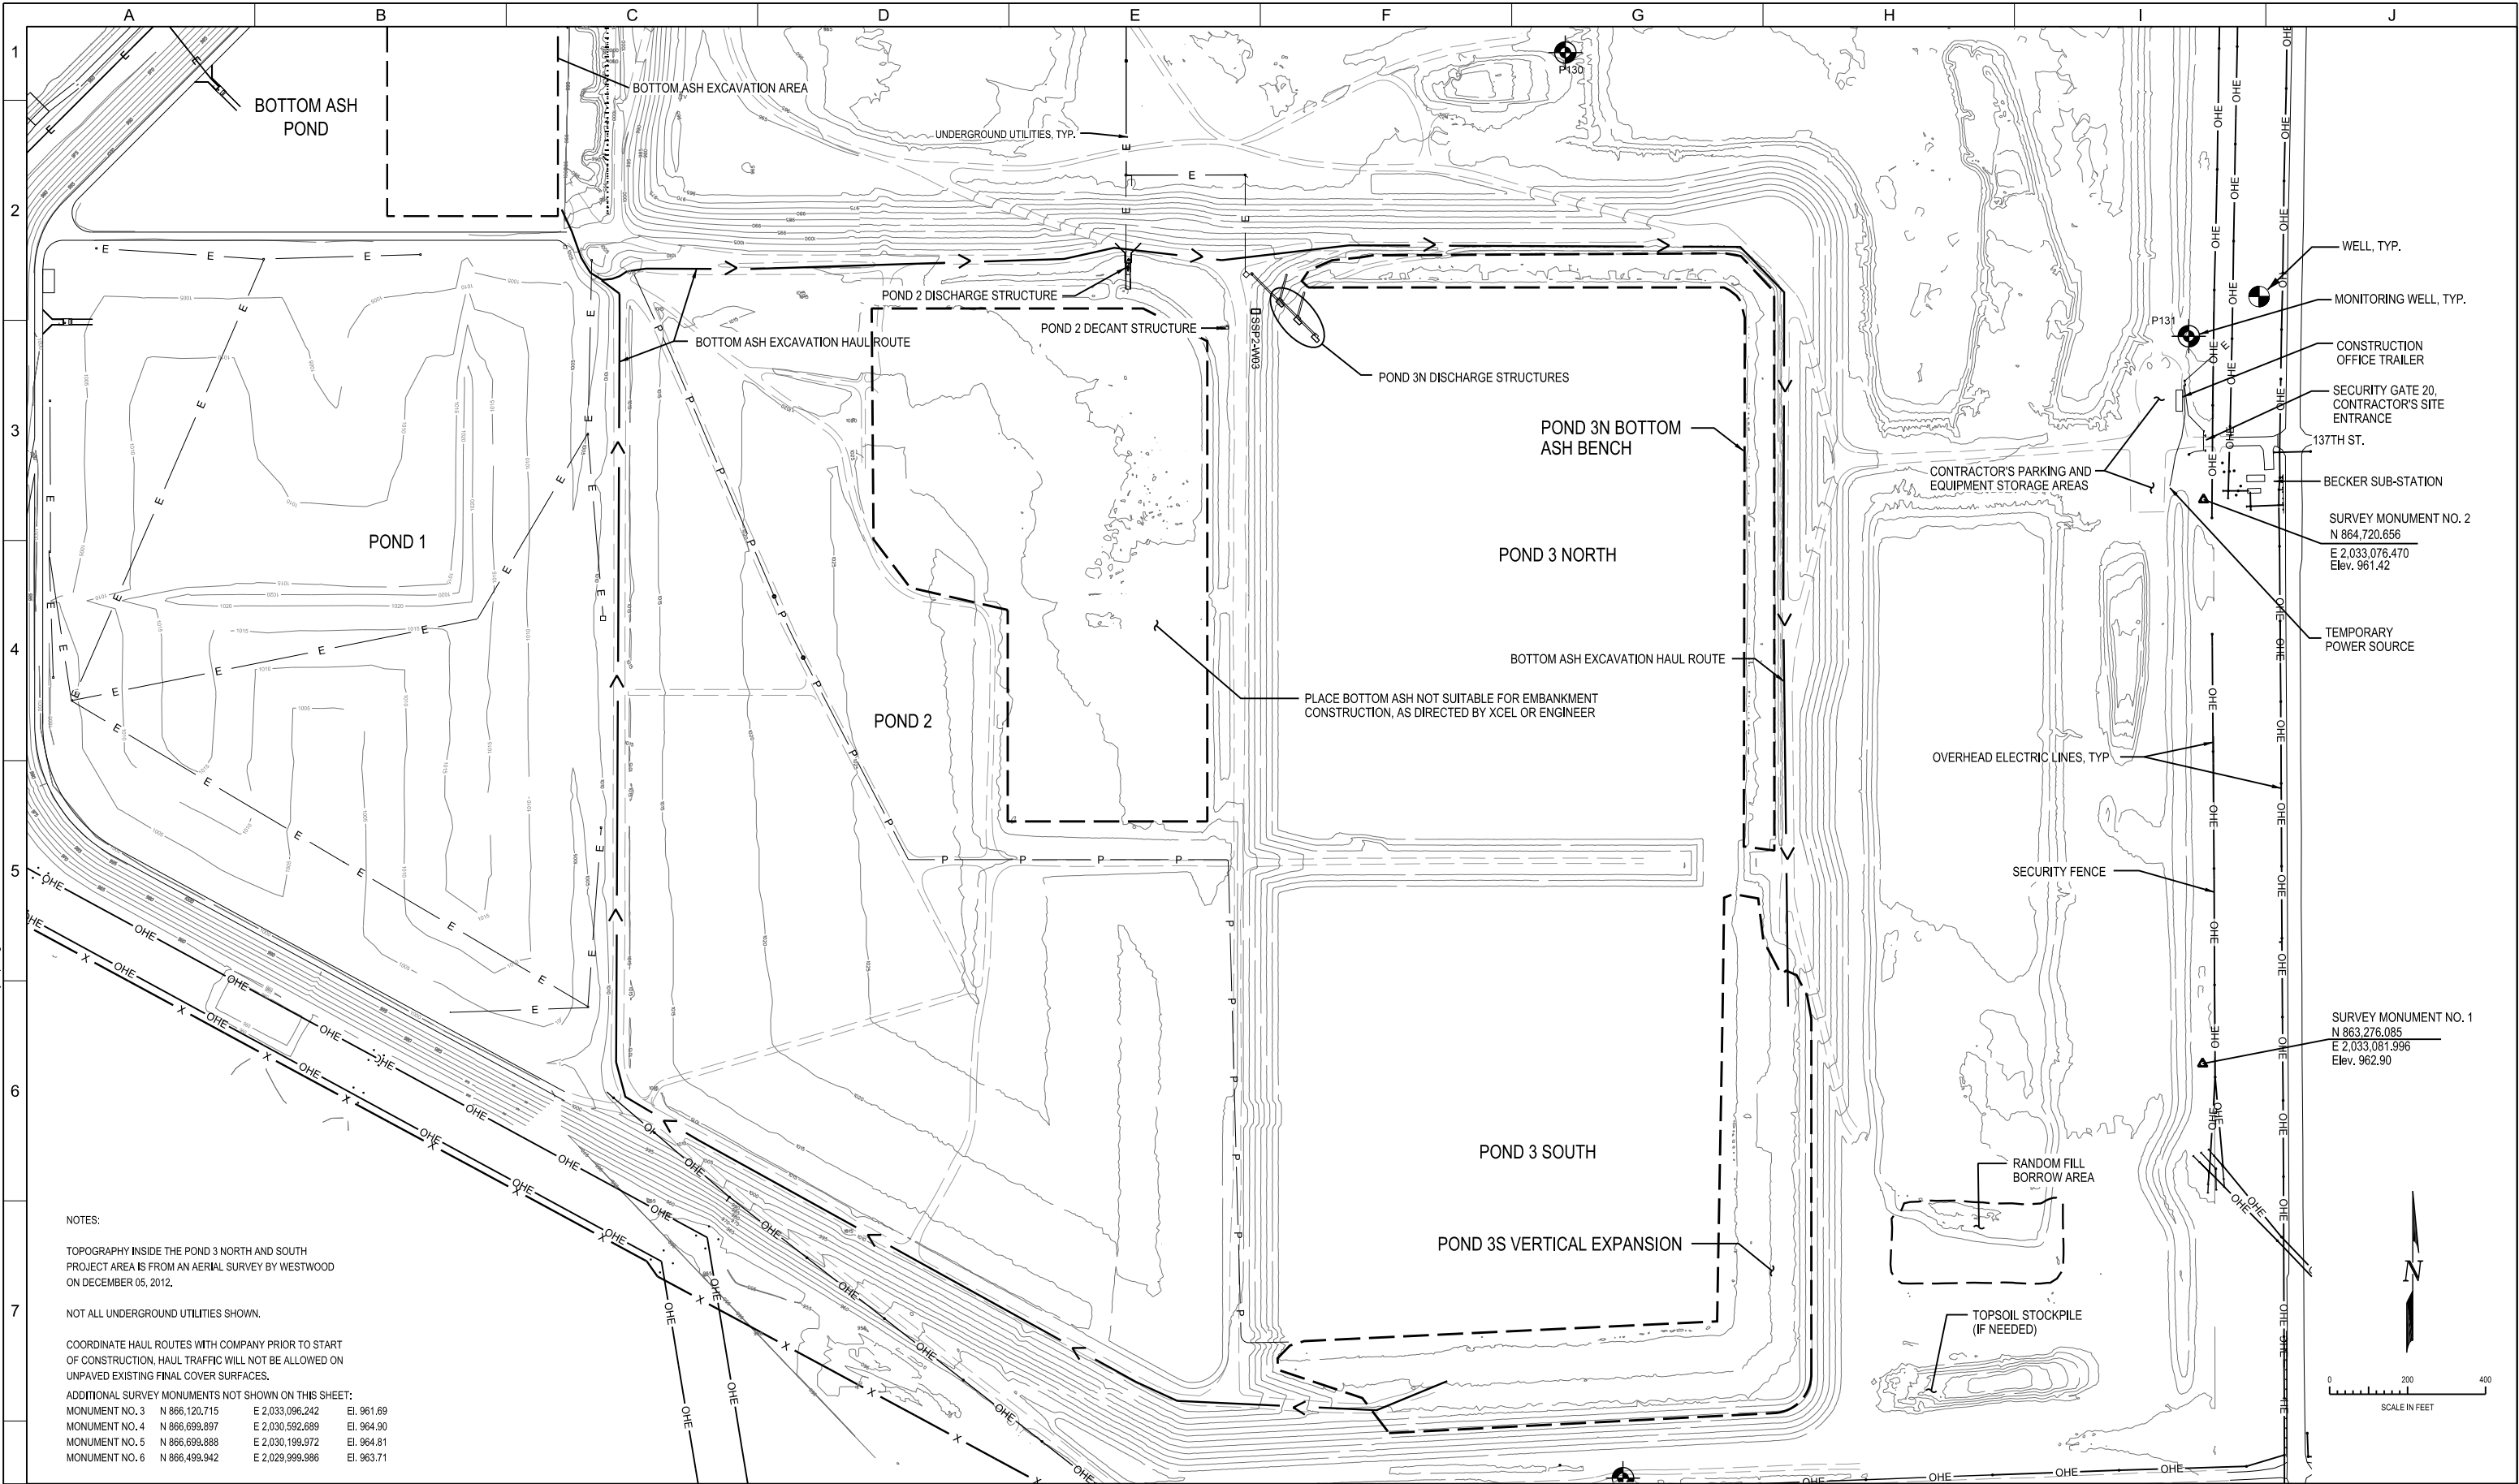 A B C D E F G H I J
1
2
3
4
5
6
7
BOTTOM ASH
POND
BOTTOM ASH EXCAVATION AREA
UNDERGROUND UTILITIES, TYP.
P130
POND 2 DISCHARGE STRUCTURE
POND 2 DECANT STRUCTURE
SSP2-W03
BOTTOM ASH EXCAVATION HAUL ROUTE
POND 3N DISCHARGE STRUCTURES
POND 3N BOTTOM
ASH BENCH
POND 1
POND 2
POND 3 NORTH
BOTTOM ASH EXCAVATION HAUL ROUTE
PLACE BOTTOM ASH NOT SUITABLE FOR EMBANKMENT
CONSTRUCTION, AS DIRECTED BY XCEL OR ENGINEER
POND 3 SOUTH
POND 3S VERTICAL EXPANSION
WELL, TYP.
MONITORING WELL, TYP.
P131
CONSTRUCTION
OFFICE TRAILER
SECURITY GATE 20,
CONTRACTOR'S SITE
ENTRANCE
137TH ST.
CONTRACTOR'S PARKING AND
EQUIPMENT STORAGE AREAS
BECKER SUB-STATION
SURVEY MONUMENT NO. 2
N 864,720.656
E 2,033,076.470
Elev. 961.42
TEMPORARY
POWER SOURCE
OVERHEAD ELECTRIC LINES, TYP
SECURITY FENCE
SURVEY MONUMENT NO. 1
N 863,276.085
E 2,033,081.996
Elev. 962.90
RANDOM FILL
BORROW AREA
TOPSOIL STOCKPILE
(IF NEEDED)
N
0 200 400
SCALE IN FEET
NOTES:
TOPOGRAPHY INSIDE THE POND 3 NORTH AND SOUTH
PROJECT AREA IS FROM AN AERIAL SURVEY BY WESTWOOD
ON DECEMBER 05, 2012.
NOT ALL UNDERGROUND UTILITIES SHOWN.
COORDINATE HAUL ROUTES WITH COMPANY PRIOR TO START
OF CONSTRUCTION, HAUL TRAFFIC WILL NOT BE ALLOWED ON
UNPAVED EXISTING FINAL COVER SURFACES.
ADDITIONAL SURVEY MONUMENTS NOT SHOWN ON THIS SHEET:
MONUMENT NO. 3 N 866,120.715 E 2,033,096.242 El. 961.69
MONUMENT NO. 4 N 866,699.897 E 2,030,592.689 El. 964.90
MONUMENT NO. 5 N 866,699.888 E 2,030,199.972 El. 964.81
MONUMENT NO. 6 N 866,499.942 E 2,029,999.986 El. 963.71